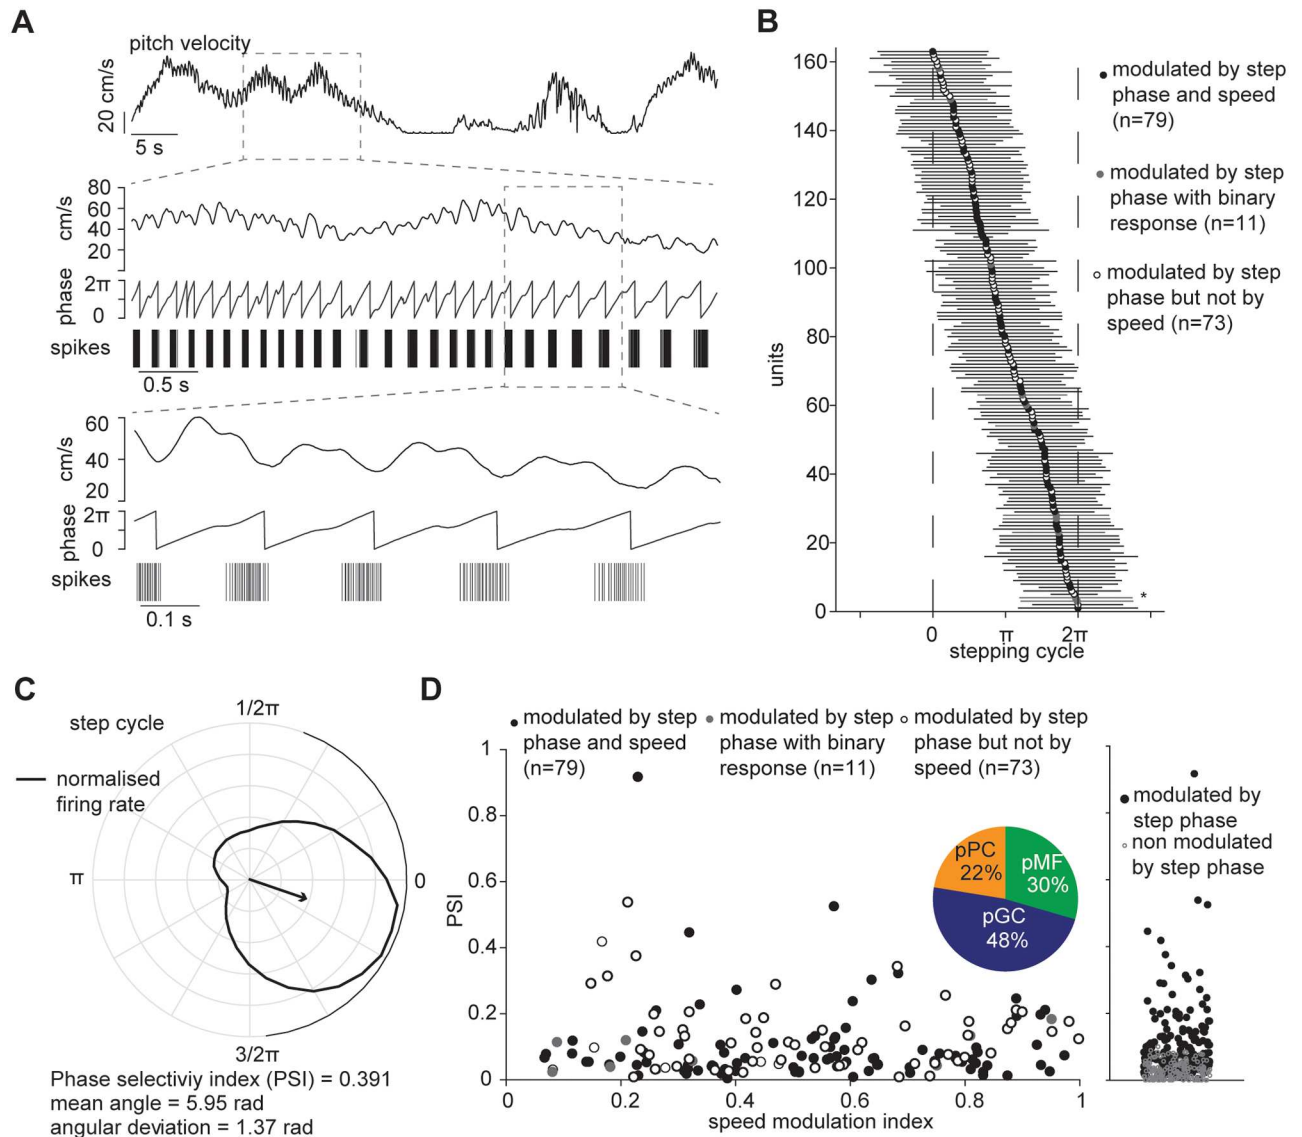 A
pitch velocity
20 cm/s
5 s
80
60
40
20
cm/s
phase
2π
0
spikes
0.5 s
60
40
20
cm/s
phase
2π
0
spikes
0.1 s
B
160
140
120
100
80
60
40
20
0
units
0
π
2π
stepping cycle
*
modulated by step
phase and speed
(n=79)
modulated by step
phase with binary
response (n=11)
modulated by step
phase but not by
speed (n=73)
C
step cycle
normalised
firing rate
1/2π
π
0
3/2π
Phase selectiviy index (PSI) = 0.391
mean angle = 5.95 rad
angular deviation = 1.37 rad
D
modulated by step
phase and speed
(n=79)
modulated by step
phase with binary
response (n=11)
modulated by step
phase but not by
speed (n=73)
1
0.8
0.6
0.4
0.2
0
PSI
pPC
22%
pMF
30%
pGC
48%
0
0.2
0.4
0.6
0.8
1
speed modulation index
modulated by
step phase
non modulated
by step phase